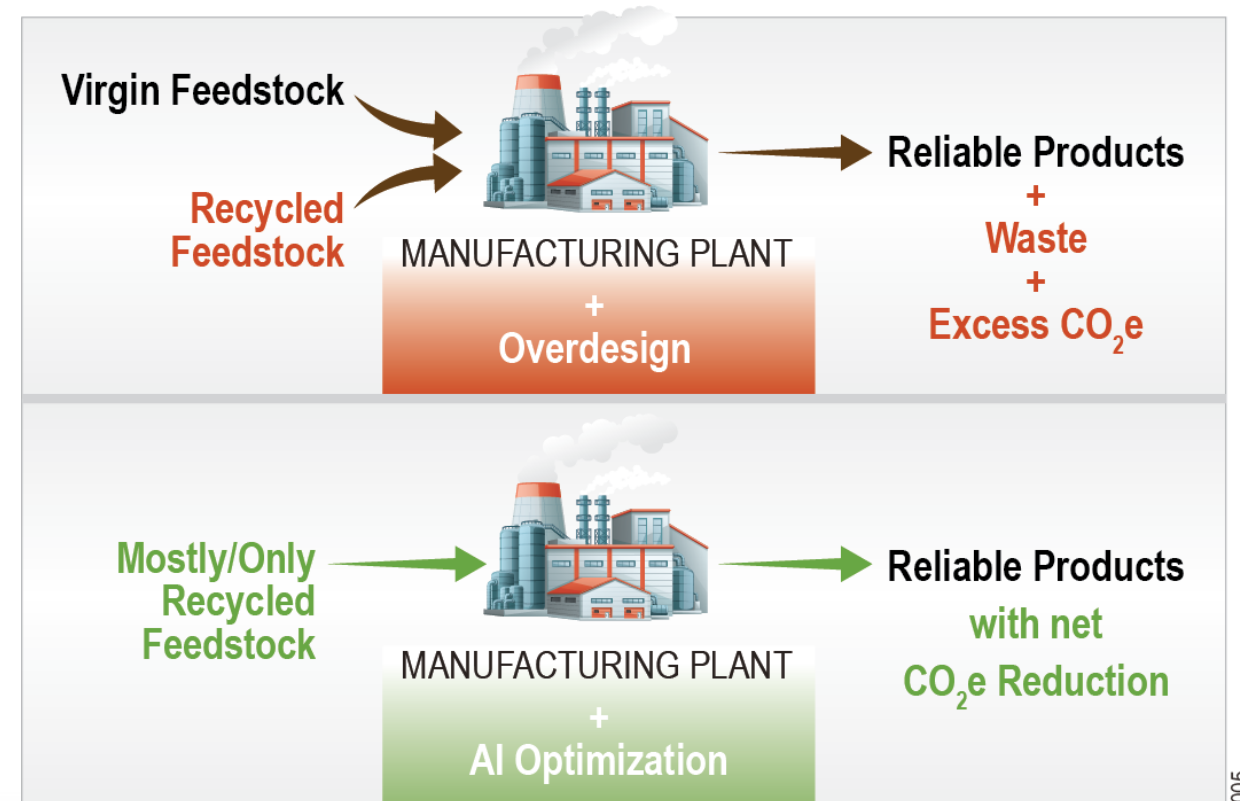 Virgin Feedstock
Recycled
Feedstock
MANUFACTURING PLANT
+
Overdesign
Reliable Products
+
Waste
+
Excess CO₂e
Mostly/Only
Recycled
Feedstock
MANUFACTURING PLANT
+
AI Optimization
Reliable Products
with net
CO₂e Reduction